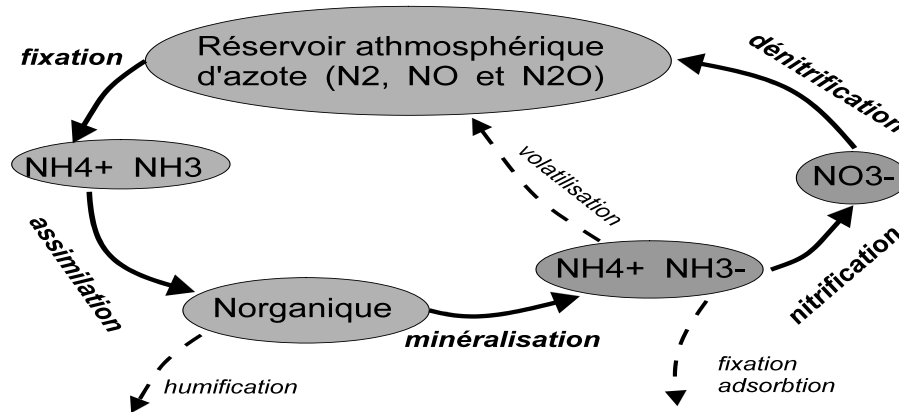 fixation
Réservoir athmosphérique
d'azote (N2, NO et N2O)
dénitrification
NH4+ NH3
volatilisation
NO3-
assimilation
NH4+ NH3-
nitrification
Norganique
minéralisation
humification
fixation
adsorbtion